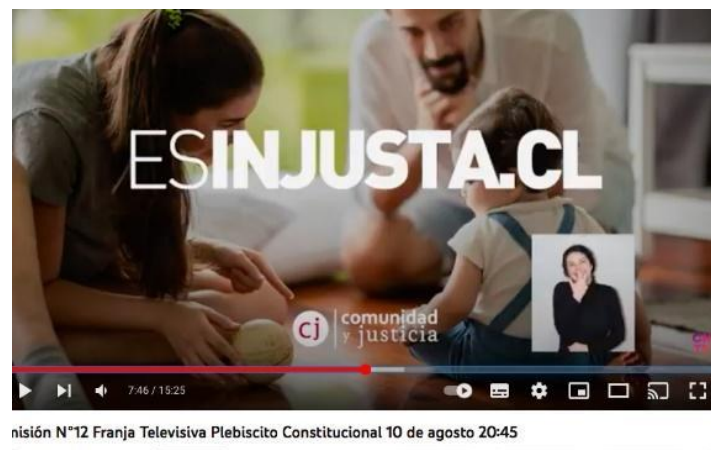 ESINJUSTA.CL
cj comunidad
y justicia
7:46 / 15:25
misión N°12 Franja Televisiva Plebiscito Constitucional 10 de agosto 20:45